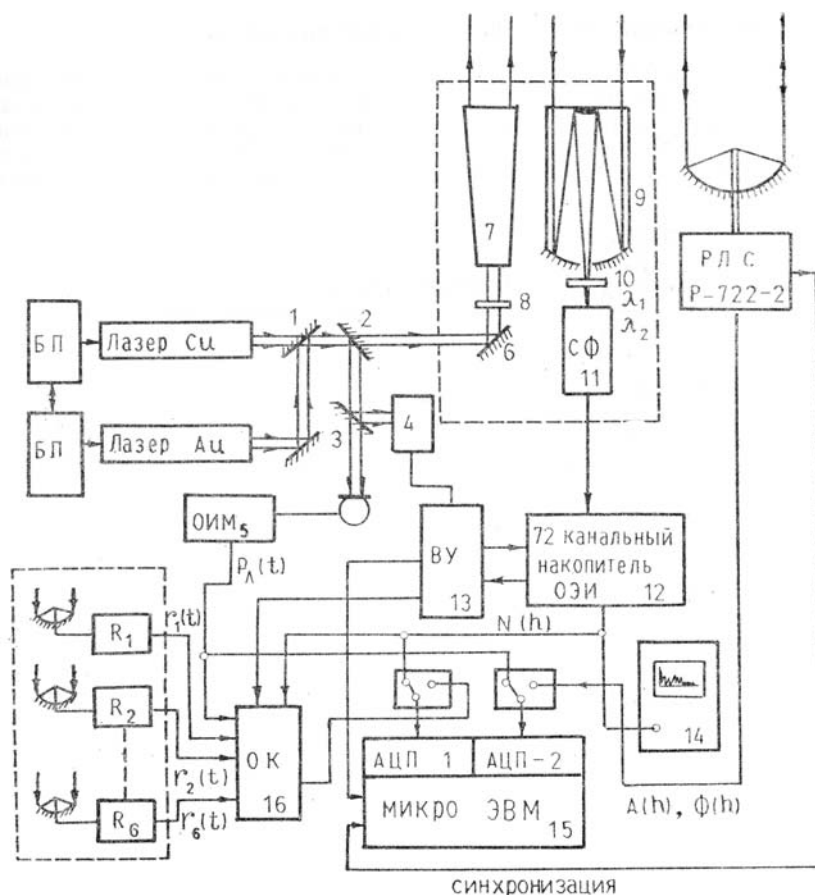 7
9
РЛС
Р-722-2
8
10
λ₁
λ₂
6
СФ
11
БП
Лазер Cu
1
2
БП
Лазер Au
3
4
ОИМ₅
P_Λ(t)
ВУ
13
72 канальный
накопитель
ОЭИ
12
N(h)
R₁
r₁(t)
R₂
r₂(t)
R₆
r₆(t)
ОК
16
14
АЦП 1
АЦП-2
микро ЭВМ
15
A(h), Ф(h)
синхронизация